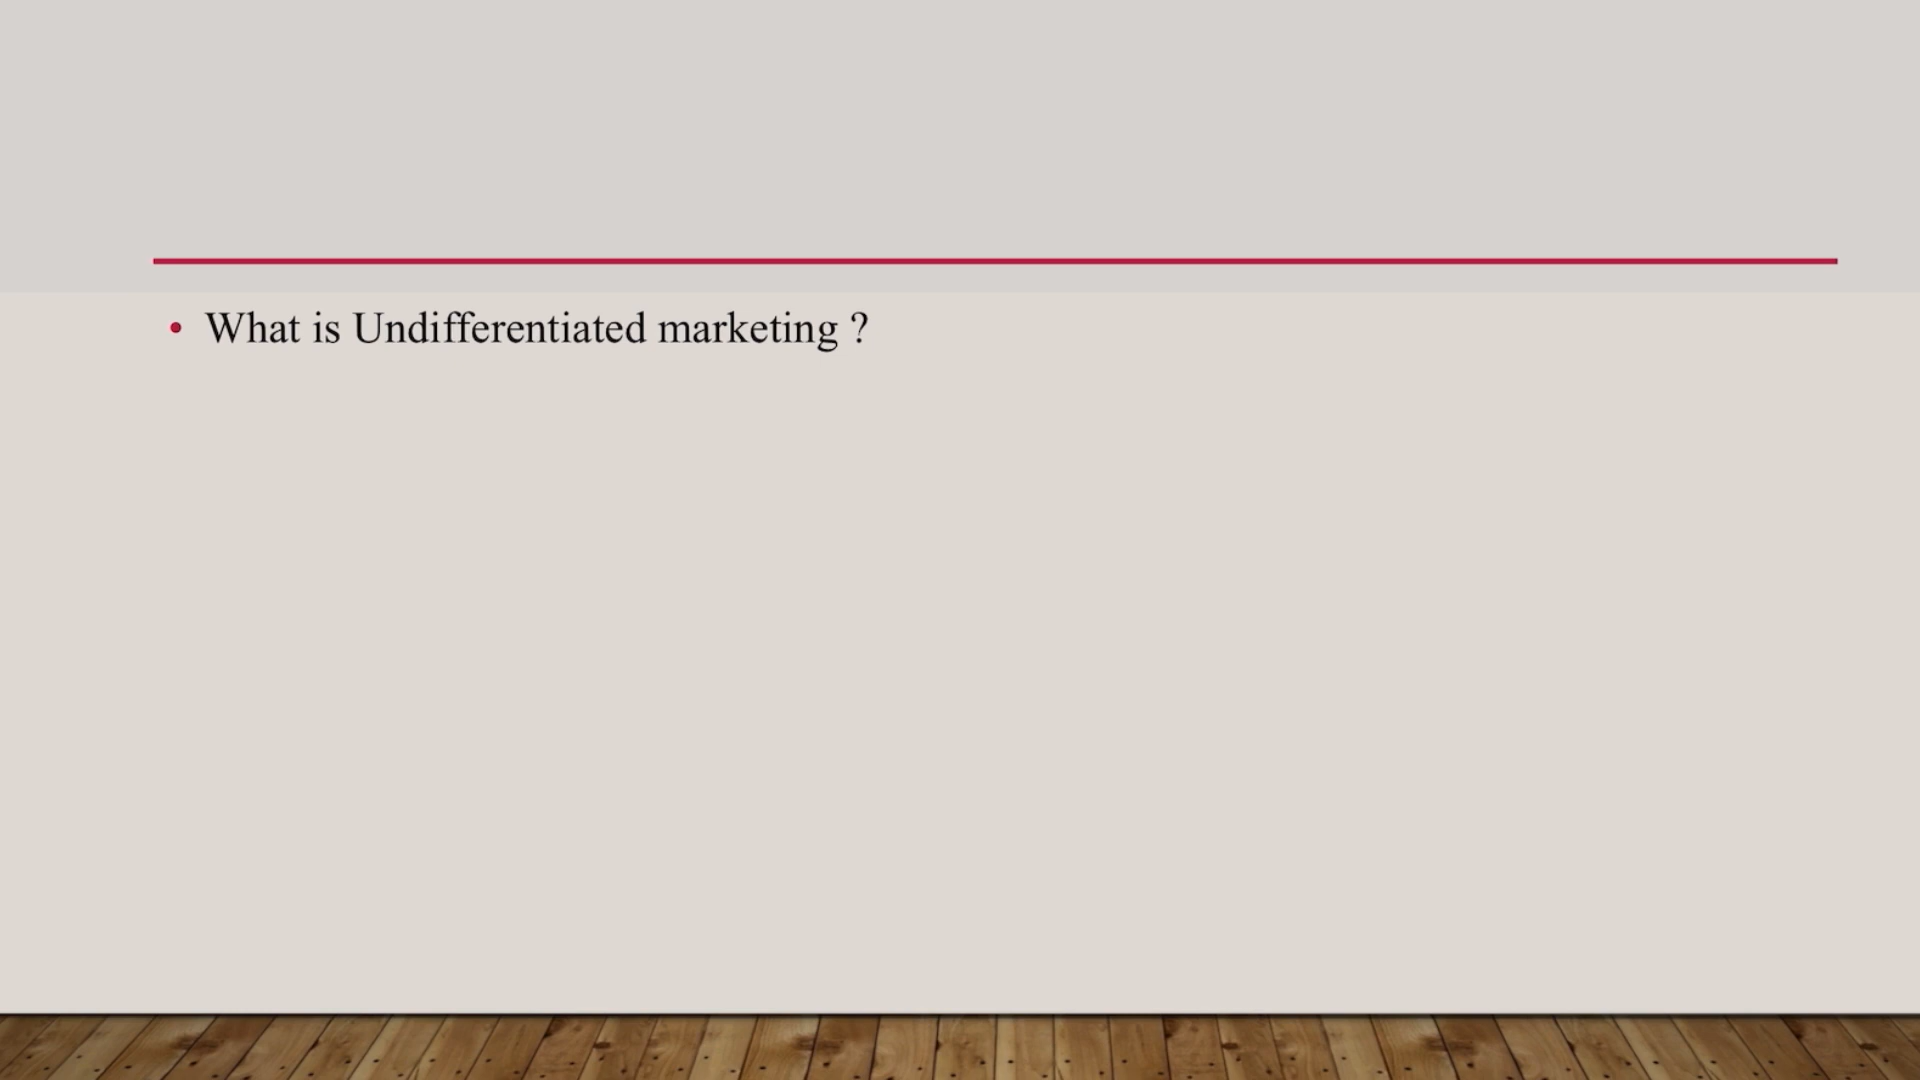 • What is Undifferentiated marketing ?